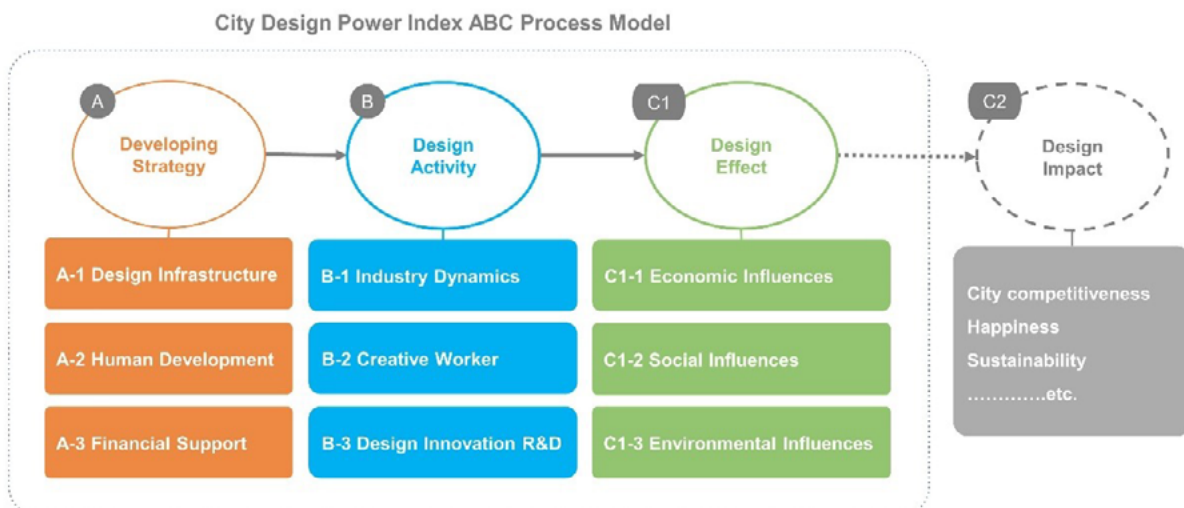 City Design Power Index ABC Process Model
A
Developing
Strategy
B
Design
Activity
C1
Design
Effect
C2
Design
Impact
A-1 Design Infrastructure
A-2 Human Development
A-3 Financial Support
B-1 Industry Dynamics
B-2 Creative Worker
B-3 Design Innovation R&D
C1-1 Economic Influences
C1-2 Social Influences
C1-3 Environmental Influences
City competitiveness
Happiness
Sustainability
………….etc.